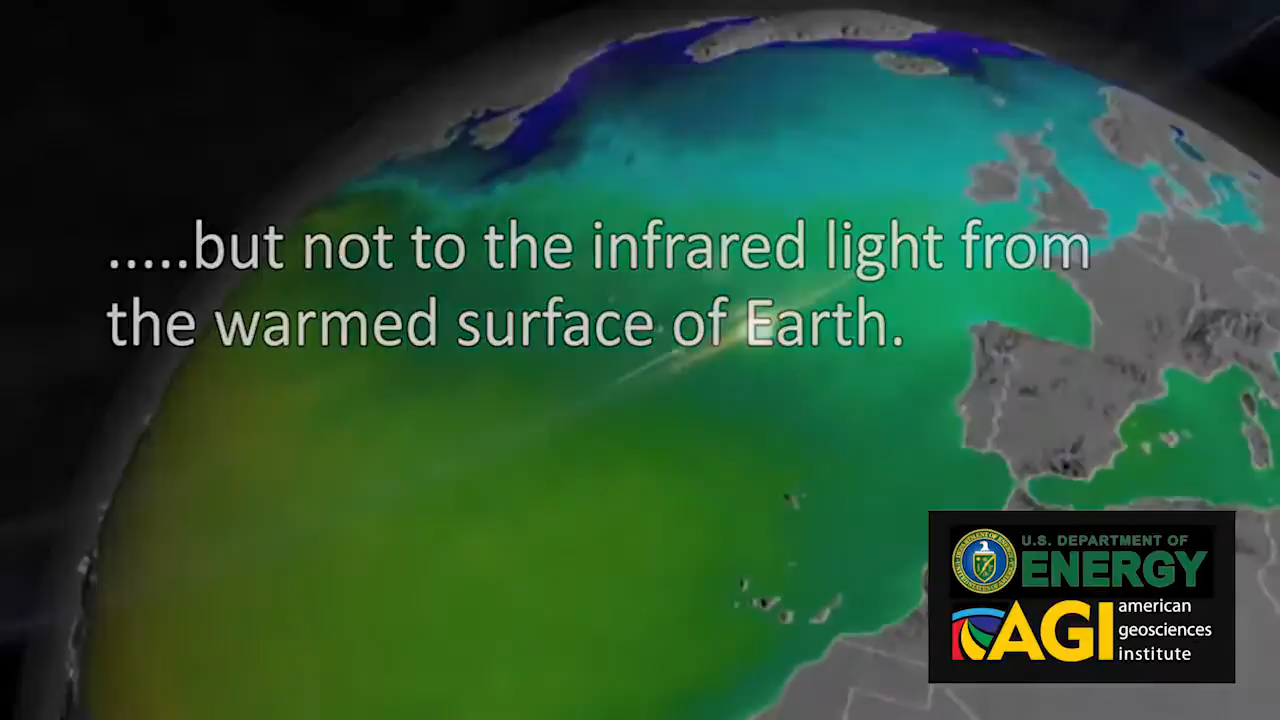 .....but not to the infrared light from
the warmed surface of Earth.
U.S. DEPARTMENT OF
ENERGY
AGI american
geosciences
institute